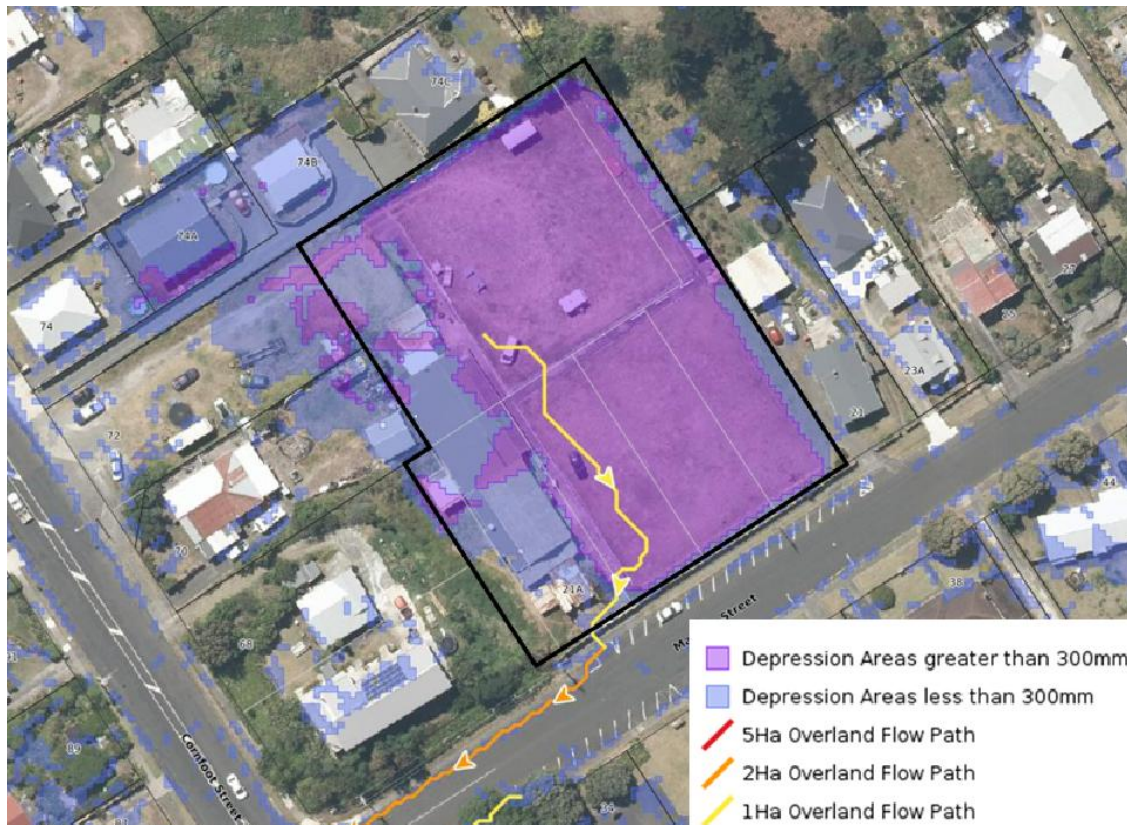 74C
74B
74A
74
72
70
68
89
21A
21
23A
25
27
44
38
34
Cornfoot Street
Street
Depression Areas greater than 300mm
Depression Areas less than 300mm
5Ha Overland Flow Path
2Ha Overland Flow Path
1Ha Overland Flow Path